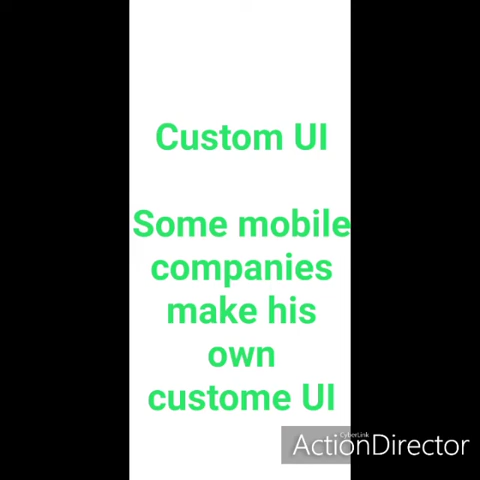 Custom UI
Some mobile
companies
make his
own
custome UI
CyberLink
ActionDirector